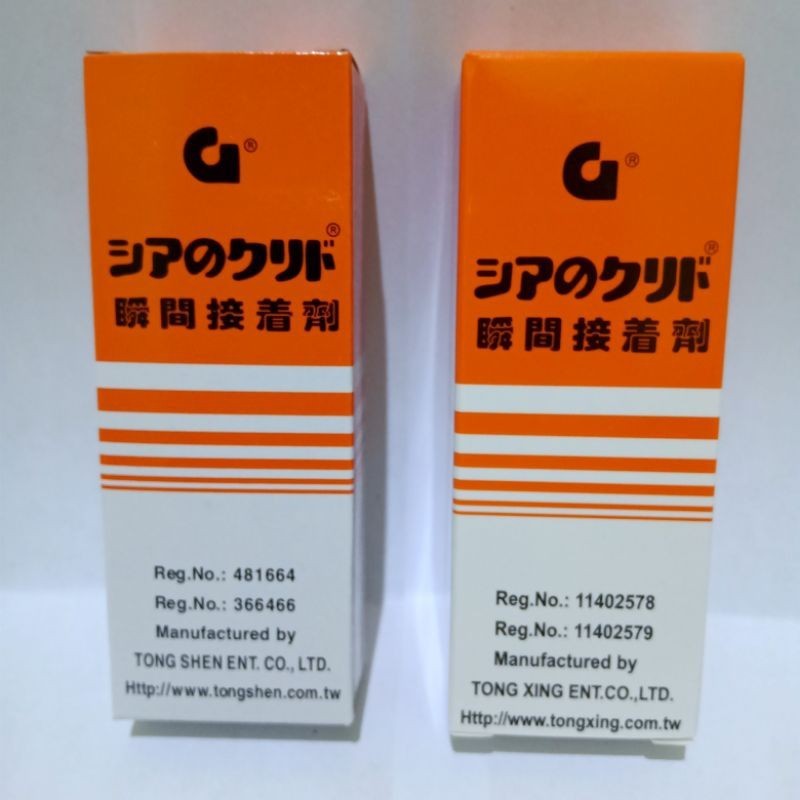 ®
シアのクリド®
瞬間接着劑
Reg.No.: 481664
Reg.No.: 366466
Manufactured by
TONG SHEN ENT. CO., LTD.
Http://www.tongshen.com.tw
®
シアのクリド®
瞬間接着劑
Reg.No.: 11402578
Reg.No.: 11402579
Manufactured by
TONG XING ENT.CO.,LTD.
Http://www.tongxing.com.tw